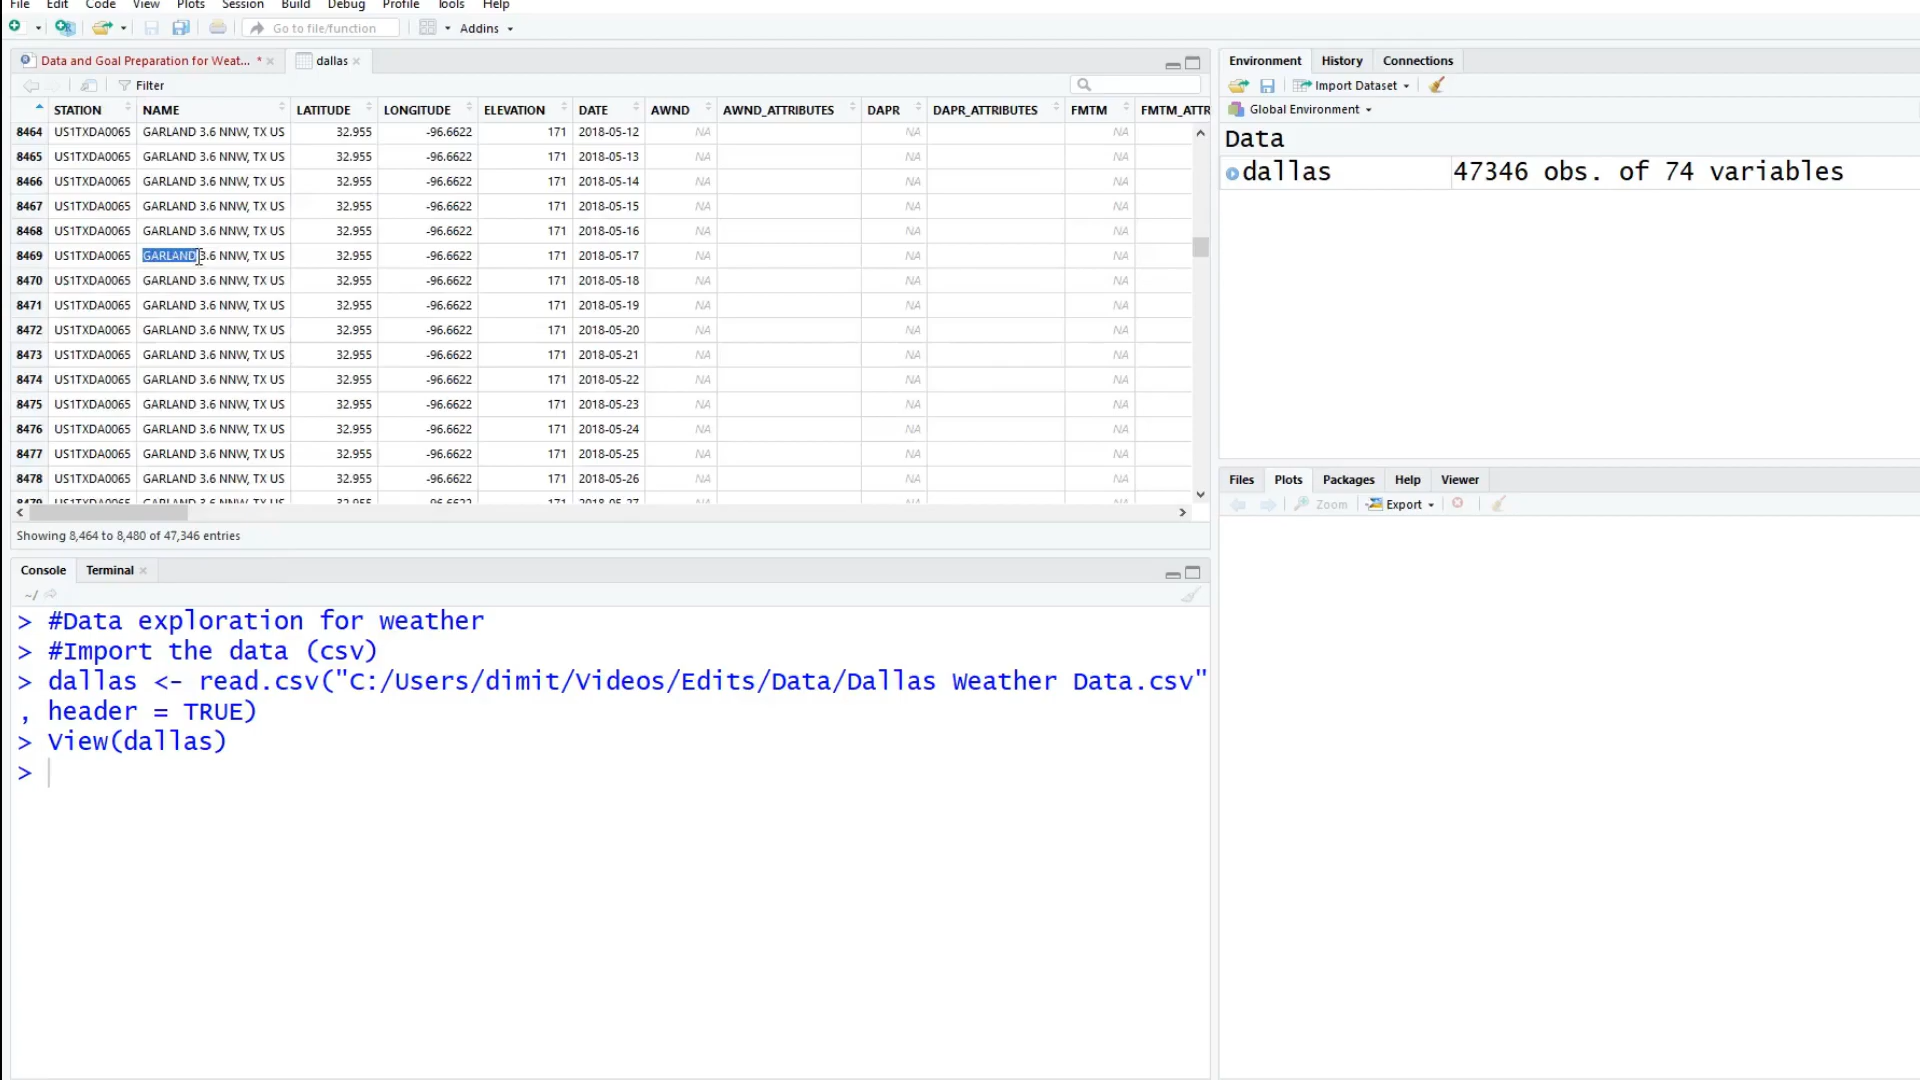 File Edit Code View Plots Session Build Debug Profile Tools Help
Go to file/function Addins
Data and Goal Preparation for Weat... * dallas
Filter
STATION NAME LATITUDE LONGITUDE ELEVATION DATE AWND AWND_ATTRIBUTES DAPR DAPR_ATTRIBUTES FMTM FMTM_ATTR
8464 US1TXDA0065 GARLAND 3.6 NNW, TX US 32.955 -96.6622 171 2018-05-12 NA NA NA
8465 US1TXDA0065 GARLAND 3.6 NNW, TX US 32.955 -96.6622 171 2018-05-13 NA NA NA
8466 US1TXDA0065 GARLAND 3.6 NNW, TX US 32.955 -96.6622 171 2018-05-14 NA NA NA
8467 US1TXDA0065 GARLAND 3.6 NNW, TX US 32.955 -96.6622 171 2018-05-15 NA NA NA
8468 US1TXDA0065 GARLAND 3.6 NNW, TX US 32.955 -96.6622 171 2018-05-16 NA NA NA
8469 US1TXDA0065 GARLAND 3.6 NNW, TX US 32.955 -96.6622 171 2018-05-17 NA NA NA
8470 US1TXDA0065 GARLAND 3.6 NNW, TX US 32.955 -96.6622 171 2018-05-18 NA NA NA
8471 US1TXDA0065 GARLAND 3.6 NNW, TX US 32.955 -96.6622 171 2018-05-19 NA NA NA
8472 US1TXDA0065 GARLAND 3.6 NNW, TX US 32.955 -96.6622 171 2018-05-20 NA NA NA
8473 US1TXDA0065 GARLAND 3.6 NNW, TX US 32.955 -96.6622 171 2018-05-21 NA NA NA
8474 US1TXDA0065 GARLAND 3.6 NNW, TX US 32.955 -96.6622 171 2018-05-22 NA NA NA
8475 US1TXDA0065 GARLAND 3.6 NNW, TX US 32.955 -96.6622 171 2018-05-23 NA NA NA
8476 US1TXDA0065 GARLAND 3.6 NNW, TX US 32.955 -96.6622 171 2018-05-24 NA NA NA
8477 US1TXDA0065 GARLAND 3.6 NNW, TX US 32.955 -96.6622 171 2018-05-25 NA NA NA
8478 US1TXDA0065 GARLAND 3.6 NNW, TX US 32.955 -96.6622 171 2018-05-26 NA NA NA
Showing 8,464 to 8,480 of 47,346 entries
Console Terminal
~/
> #Data exploration for weather
> #Import the data (csv)
> dallas <- read.csv("C:/Users/dimit/Videos/Edits/Data/Dallas Weather Data.csv"
, header = TRUE)
> View(dallas)
>
Environment History Connections
Import Dataset
Global Environment
Data
dallas 47346 obs. of 74 variables
Files Plots Packages Help Viewer
Zoom Export